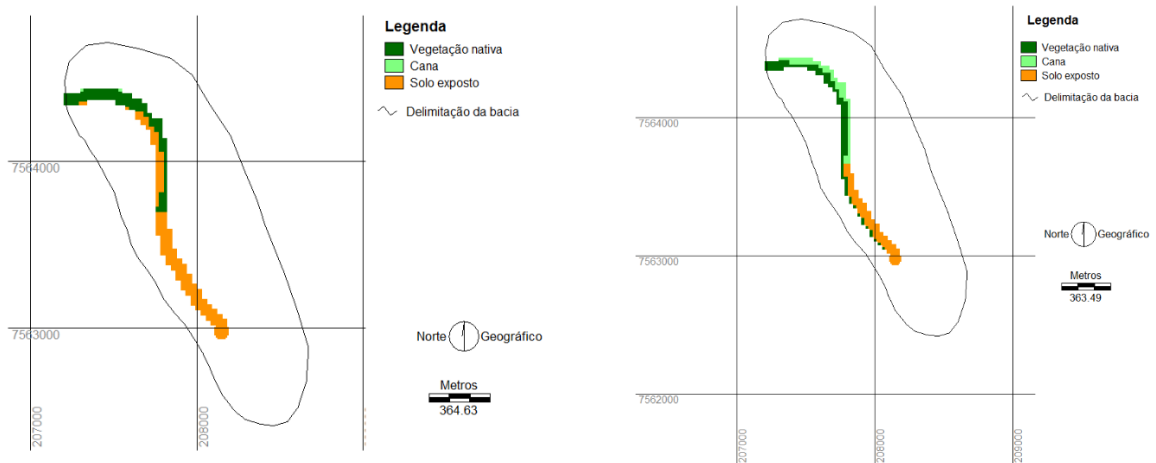 Legenda
Vegetação nativa
Cana
Solo exposto
Delimitação da bacia
7564000
7563000
Norte Geográfico
Metros
364.63
207000
208000
Legenda
Vegetação nativa
Cana
Solo exposto
Delimitação da bacia
7564000
Norte Geográfico
7563000
Metros
363.49
7562000
207000
208000
209000